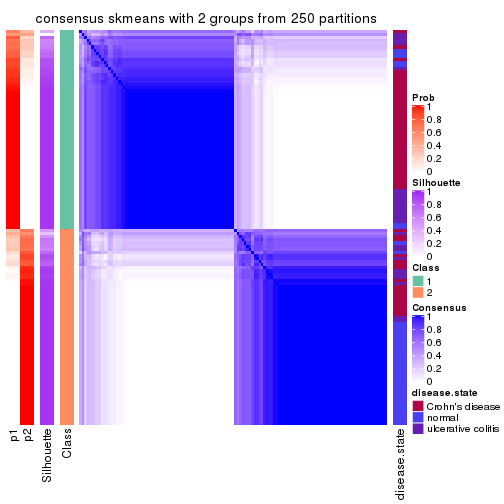 consensus skmeans with 2 groups from 250 partitions
Prob
1
0.8
0.6
0.4
0.2
0
Silhouette
1
0.8
0.6
0.4
0.2
0
Class
1
2
Consensus
1
0.8
0.6
0.4
0.2
0
disease.state
Crohn's disease
normal
ulcerative colitis
p1
p2
Silhouette
Class
disease.state